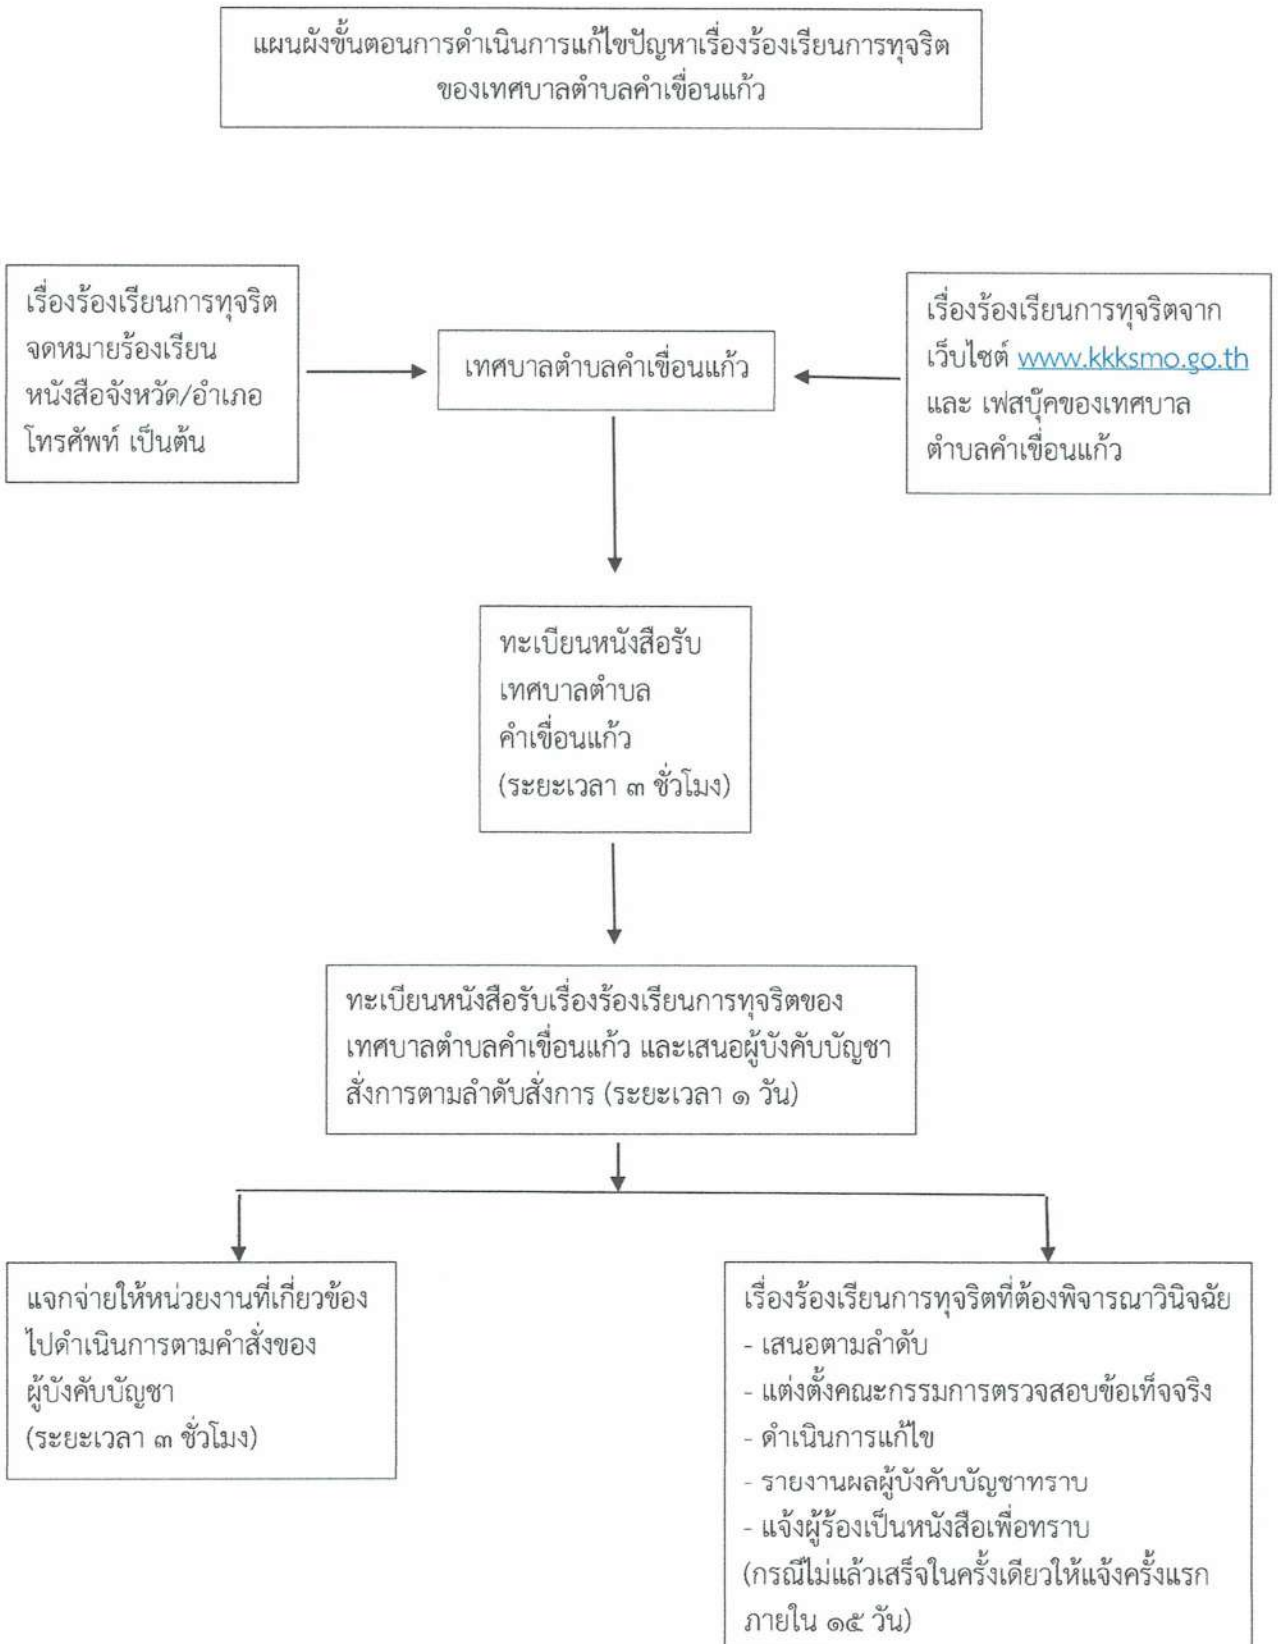 แผนผังขั้นตอนการดำเนินการแก้ไขปัญหาเรื่องร้องเรียนการทุจริต
ของเทศบาลตำบลคำเขื่อนแก้ว
เรื่องร้องเรียนการทุจริต
จดหมายร้องเรียน
หนังสือจังหวัด/อำเภอ
โทรศัพท์ เป็นต้น
เทศบาลตำบลคำเขื่อนแก้ว
เรื่องร้องเรียนการทุจริตจาก
เว็บไซต์ www.kkksmo.go.th
และ เฟสบุ๊คของเทศบาล
ตำบลคำเขื่อนแก้ว
ทะเบียนหนังสือรับ
เทศบาลตำบล
คำเขื่อนแก้ว
(ระยะเวลา ๓ ชั่วโมง)
ทะเบียนหนังสือรับเรื่องร้องเรียนการทุจริตของ
เทศบาลตำบลคำเขื่อนแก้ว และเสนอผู้บังคับบัญชา
สั่งการตามลำดับสั่งการ (ระยะเวลา ๑ วัน)
แจกจ่ายให้หน่วยงานที่เกี่ยวข้อง
ไปดำเนินการตามคำสั่งของ
ผู้บังคับบัญชา
(ระยะเวลา ๓ ชั่วโมง)
เรื่องร้องเรียนการทุจริตที่ต้องพิจารณาวินิจฉัย
- เสนอตามลำดับ
- แต่งตั้งคณะกรรมการตรวจสอบข้อเท็จจริง
- ดำเนินการแก้ไข
- รายงานผลผู้บังคับบัญชาทราบ
- แจ้งผู้ร้องเป็นหนังสือเพื่อทราบ
(กรณีไม่แล้วเสร็จในครั้งเดียวให้แจ้งครั้งแรก
ภายใน ๑๕ วัน)